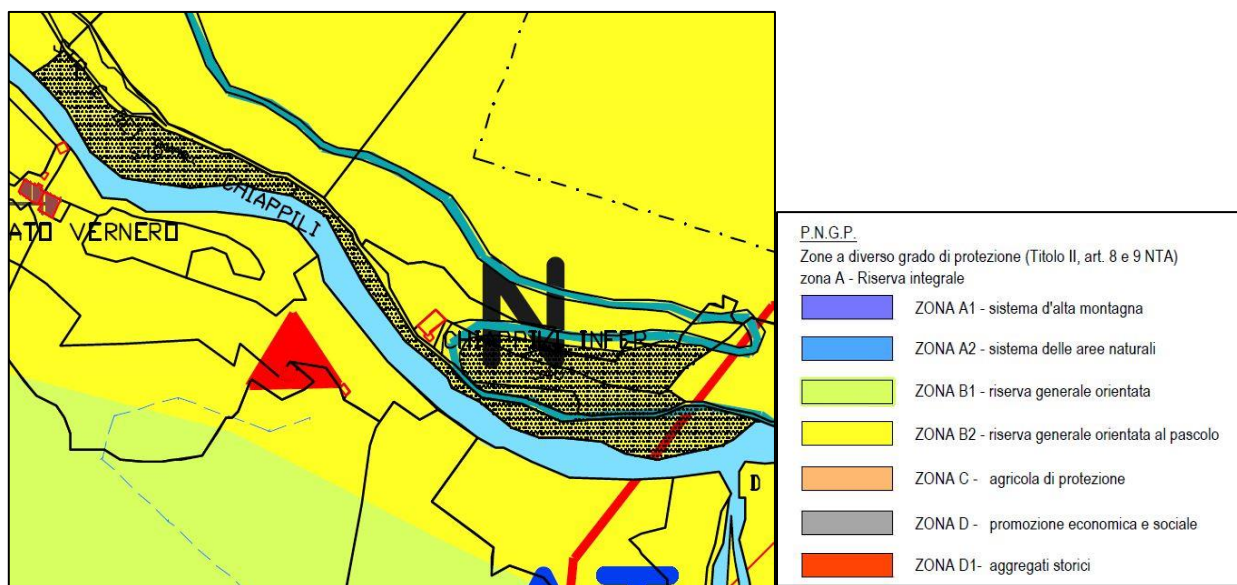 CHIAPPILI
ATO VERNERO
N
CHIAPPILI INFER
D
P.N.G.P.
Zone a diverso grado di protezione (Titolo II, art. 8 e 9 NTA)
zona A - Riserva integrale
ZONA A1 - sistema d'alta montagna
ZONA A2 - sistema delle aree naturali
ZONA B1 - riserva generale orientata
ZONA B2 - riserva generale orientata al pascolo
ZONA C - agricola di protezione
ZONA D - promozione economica e sociale
ZONA D1- aggregati storici